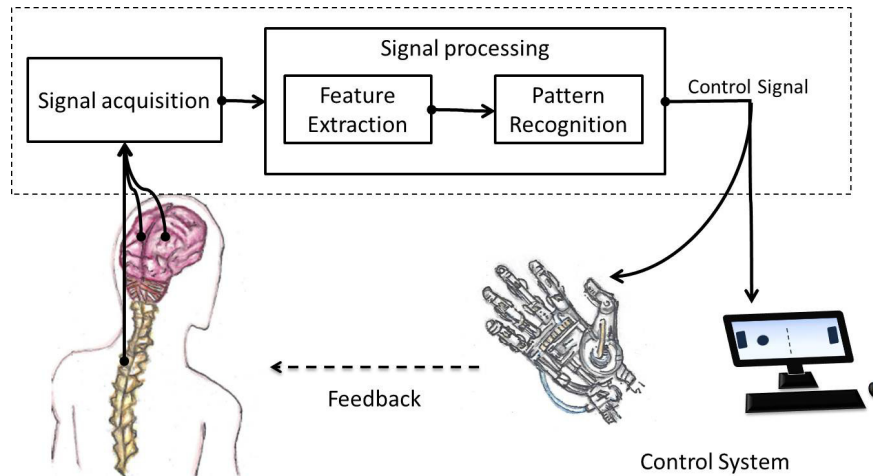 Signal processing
Signal acquisition
Feature
Extraction
Pattern
Recognition
Control Signal
Feedback
Control System